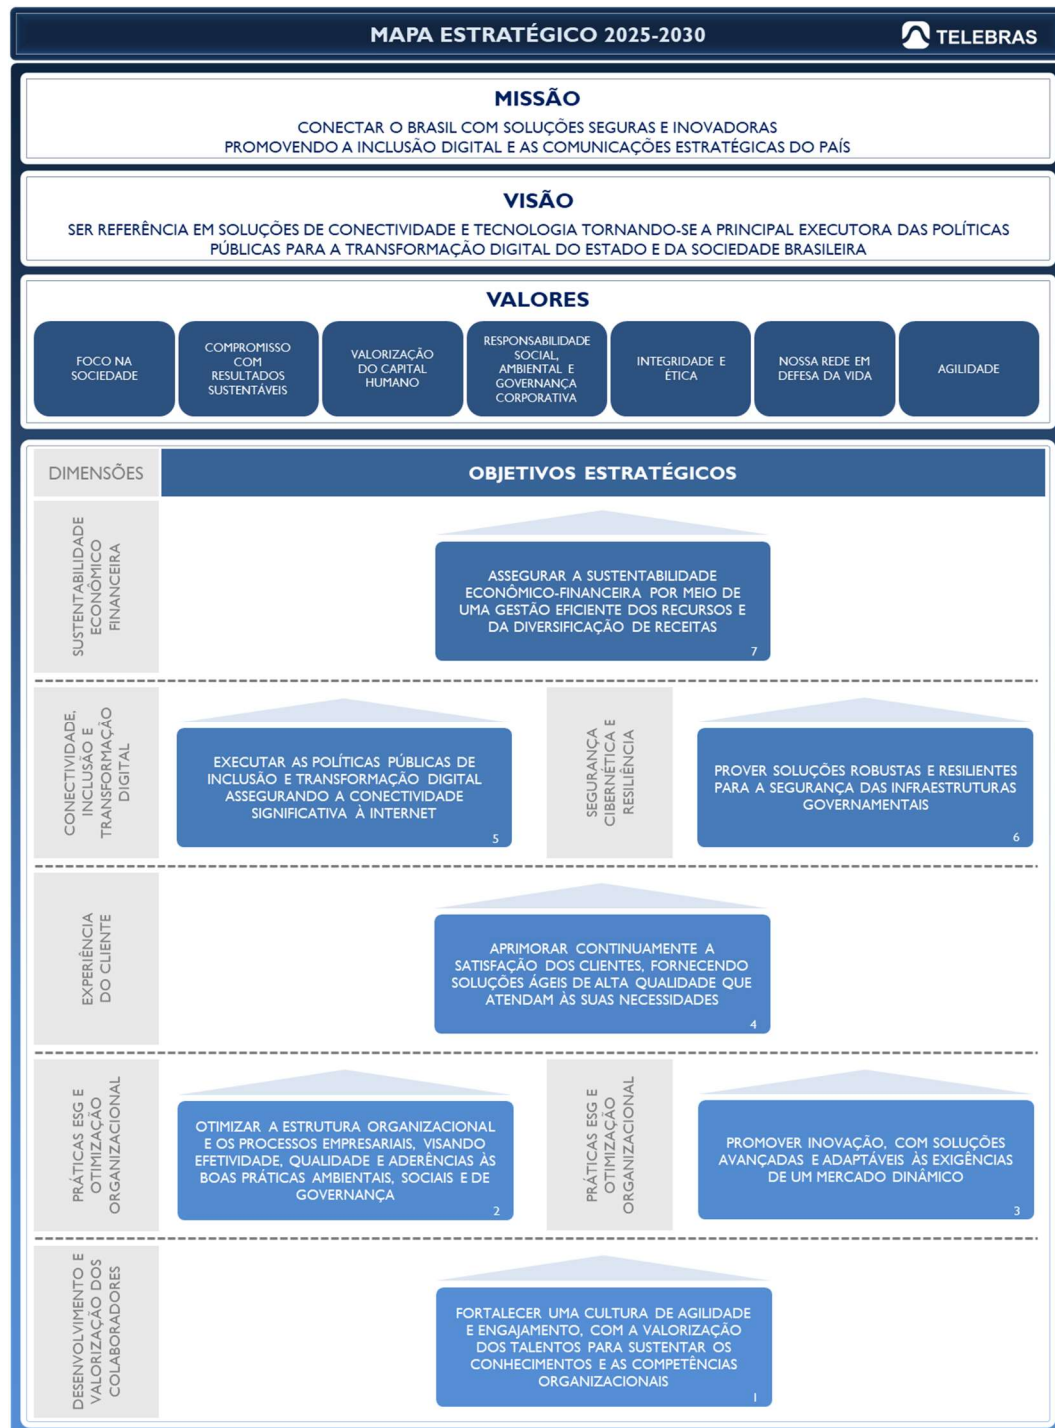 MAPA ESTRATÉGICO 2025-2030
TELEBRAS
MISSÃO
CONECTAR O BRASIL COM SOLUÇÕES SEGURAS E INOVADORAS
PROMOVENDO A INCLUSÃO DIGITAL E AS COMUNICAÇÕES ESTRATÉGICAS DO PAÍS
VISÃO
SER REFERÊNCIA EM SOLUÇÕES DE CONECTIVIDADE E TECNOLOGIA TORNANDO-SE A PRINCIPAL EXECUTORA DAS POLÍTICAS
PÚBLICAS PARA A TRANSFORMAÇÃO DIGITAL DO ESTADO E DA SOCIEDADE BRASILEIRA
VALORES
FOCO NA
SOCIEDADE
COMPROMISSO
COM
RESULTADOS
SUSTENTÁVEIS
VALORIZAÇÃO
DO CAPITAL
HUMANO
RESPONSABILIDADE
SOCIAL,
AMBIENTAL E
GOVERNANÇA
CORPORATIVA
INTEGRIDADE E
ÉTICA
NOSSA REDE EM
DEFESA DA VIDA
AGILIDADE
DIMENSÕES
OBJETIVOS ESTRATÉGICOS
SUSTENTABILIDADE
ECONÔMICO
FINANCEIRA
ASSEGURAR A SUSTENTABILIDADE
ECONÔMICO-FINANCEIRA POR MEIO DE
UMA GESTÃO EFICIENTE DOS RECURSOS E
DA DIVERSIFICAÇÃO DE RECEITAS
7
CONECTIVIDADE,
INCLUSÃO E
TRANSFORMAÇÃO
DIGITAL
EXECUTAR AS POLÍTICAS PÚBLICAS DE
INCLUSÃO E TRANSFORMAÇÃO DIGITAL
ASSEGURANDO A CONECTIVIDADE
SIGNIFICATIVA À INTERNET
5
SEGURANÇA
CIBERNÉTICA E
RESILIÊNCIA
PROVER SOLUÇÕES ROBUSTAS E RESILIENTES
PARA A SEGURANÇA DAS INFRAESTRUTURAS
GOVERNAMENTAIS
6
EXPERIÊNCIA
DO CLIENTE
APRIMORAR CONTINUAMENTE A
SATISFAÇÃO DOS CLIENTES, FORNECENDO
SOLUÇÕES ÁGEIS DE ALTA QUALIDADE QUE
ATENDAM ÀS SUAS NECESSIDADES
4
PRÁTICAS ESG E
OTIMIZAÇÃO
ORGANIZACIONAL
OTIMIZAR A ESTRUTURA ORGANIZACIONAL
E OS PROCESSOS EMPRESARIAIS, VISANDO
EFETIVIDADE, QUALIDADE E ADERÊNCIAS ÀS
BOAS PRÁTICAS AMBIENTAIS, SOCIAIS E DE
GOVERNANÇA
2
PRÁTICAS ESG E
OTIMIZAÇÃO
ORGANIZACIONAL
PROMOVER INOVAÇÃO, COM SOLUÇÕES
AVANÇADAS E ADAPTÁVEIS ÀS EXIGÊNCIAS
DE UM MERCADO DINÂMICO
3
DESENVOLVIMENTO E
VALORIZAÇÃO DOS
COLABORADORES
FORTALECER UMA CULTURA DE AGILIDADE
E ENGAJAMENTO, COM A VALORIZAÇÃO
DOS TALENTOS PARA SUSTENTAR OS
CONHECIMENTOS E AS COMPETÊNCIAS
ORGANIZACIONAIS
1